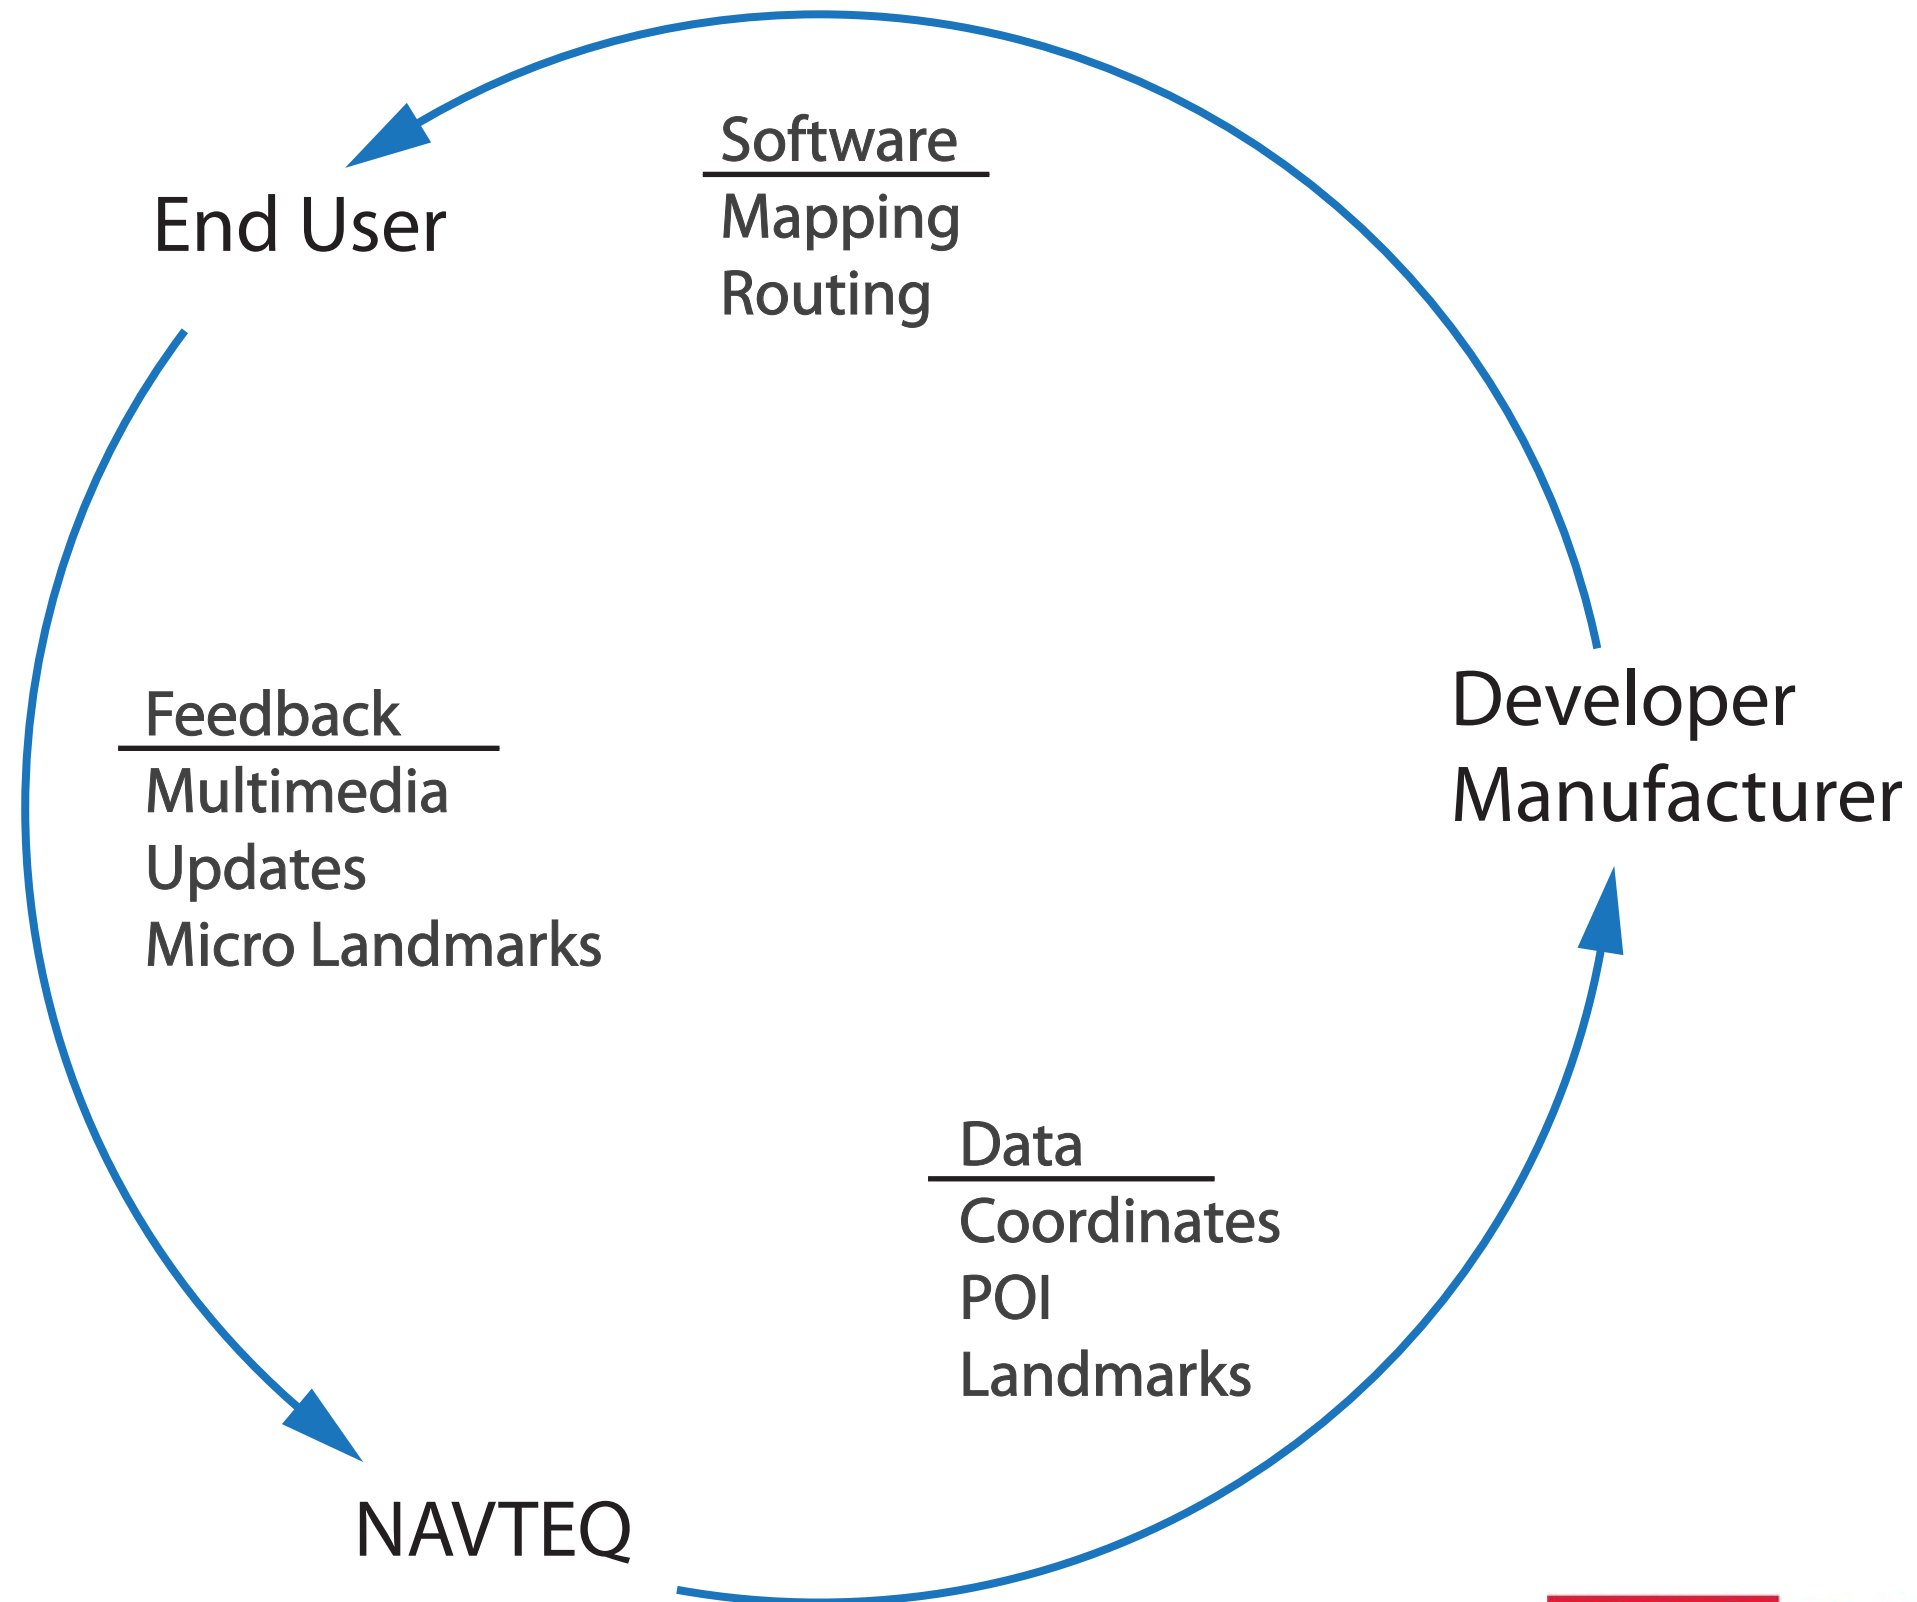 Software
Mapping
Routing
End User
Feedback
Multimedia
Updates
Micro Landmarks
Developer
Manufacturer
Data
Coordinates
POI
Landmarks
NAVTEQ